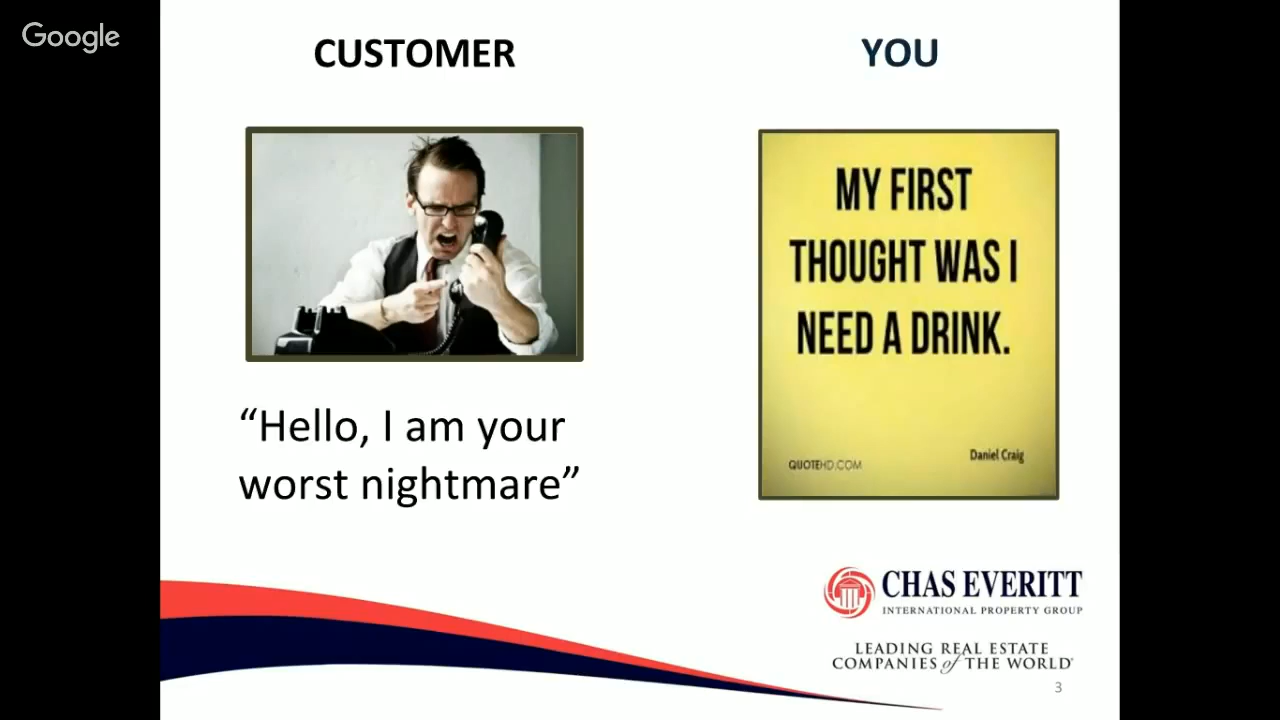 Google
CUSTOMER
YOU
MY FIRST
THOUGHT WAS I
NEED A DRINK.
Daniel Craig
QUOTEHD.COM
“Hello, I am your
worst nightmare”
CHAS EVERITT
INTERNATIONAL PROPERTY GROUP
LEADING REAL ESTATE
COMPANIES of THE WORLD
3